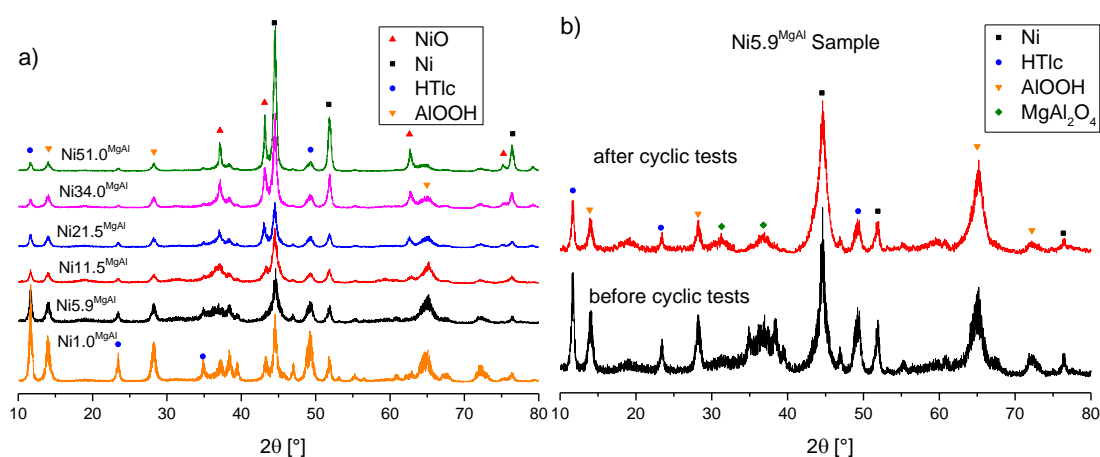 a)
NiO
Ni
HTlc
AlOOH
Ni51.0^MgAl
Ni34.0^MgAl
Ni21.5^MgAl
Ni11.5^MgAl
Ni5.9^MgAl
Ni1.0^MgAl
10 20 30 40 50 60 70 80
2θ [°]
b)
Ni5.9^MgAl Sample
Ni
HTlc
AlOOH
MgAl₂O₄
after cyclic tests
before cyclic tests
10 20 30 40 50 60 70 80
2θ [°]